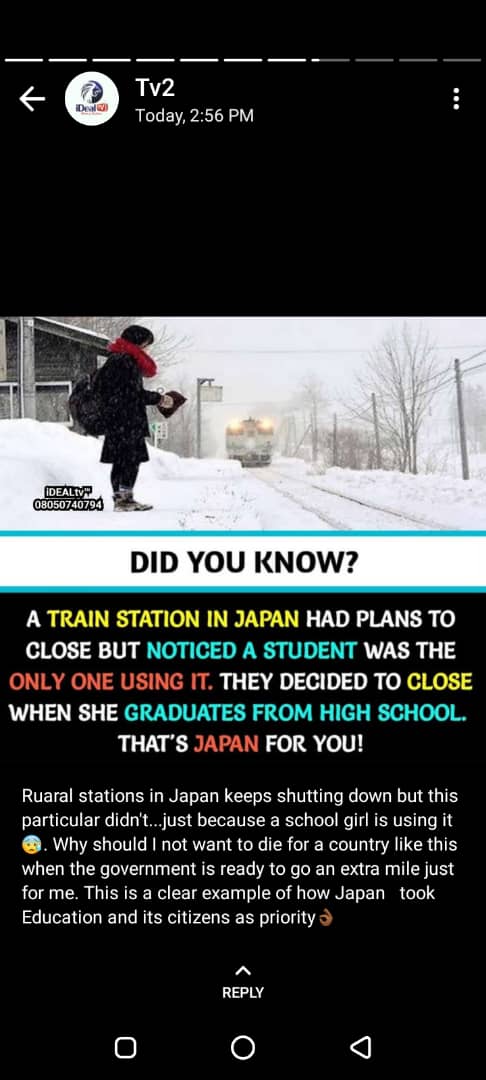 Tv2
Today, 2:56 PM
iDeal TV
iDEALtv™
08050740794
DID YOU KNOW?
A TRAIN STATION IN JAPAN HAD PLANS TO
CLOSE BUT NOTICED A STUDENT WAS THE
ONLY ONE USING IT. THEY DECIDED TO CLOSE
WHEN SHE GRADUATES FROM HIGH SCHOOL.
THAT'S JAPAN FOR YOU!
Ruaral stations in Japan keeps shutting down but this
particular didn't...just because a school girl is using it
😰. Why should I not want to die for a country like this
when the government is ready to go an extra mile just
for me. This is a clear example of how Japan took
Education and its citizens as priority👌🏾
REPLY